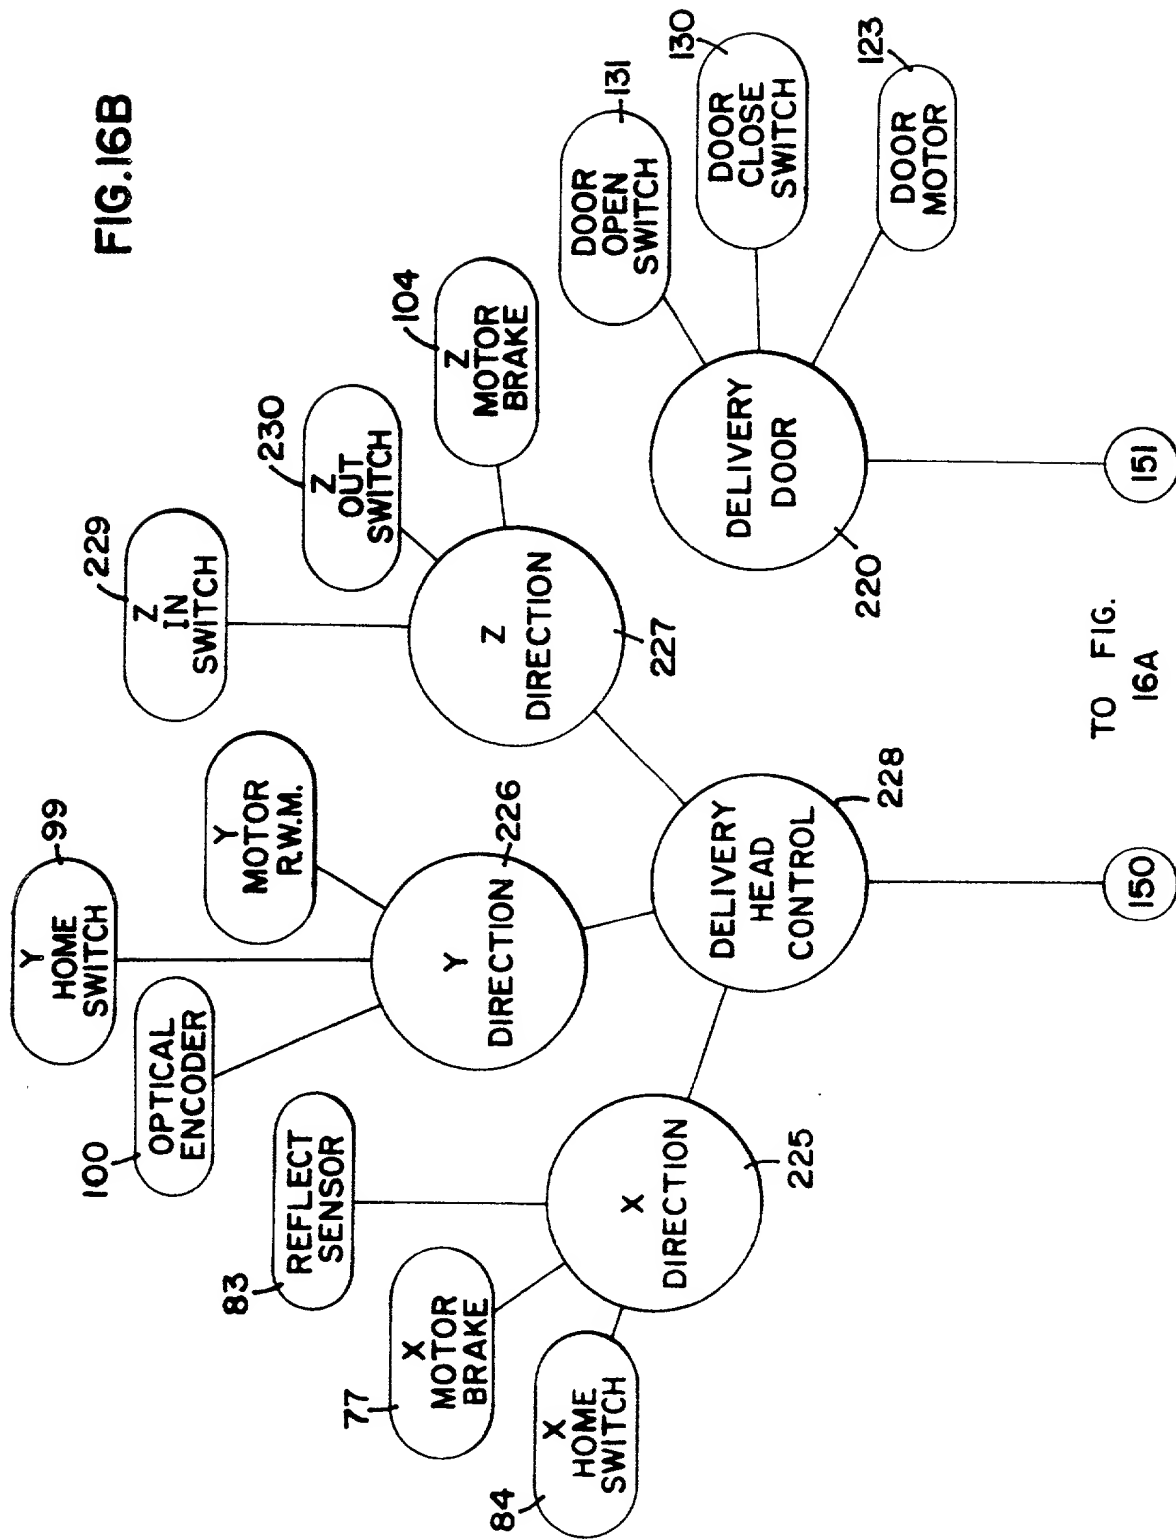 FIG.16B
99
Y
HOME
SWITCH
100
OPTICAL
ENCODER
Y
MOTOR
R.W.M.
229
Z
IN
SWITCH
230
Z
OUT
SWITCH
104
Z
MOTOR
BRAKE
83
REFLECT
SENSOR
77
X
MOTOR
BRAKE
84
X
HOME
SWITCH
X
DIRECTION
225
Y
DIRECTION
226
Z
DIRECTION
227
DELIVERY
HEAD
CONTROL
228
150
131
DOOR
OPEN
SWITCH
130
DOOR
CLOSE
SWITCH
123
DOOR
MOTOR
DELIVERY
DOOR
220
151
TO FIG.
16A